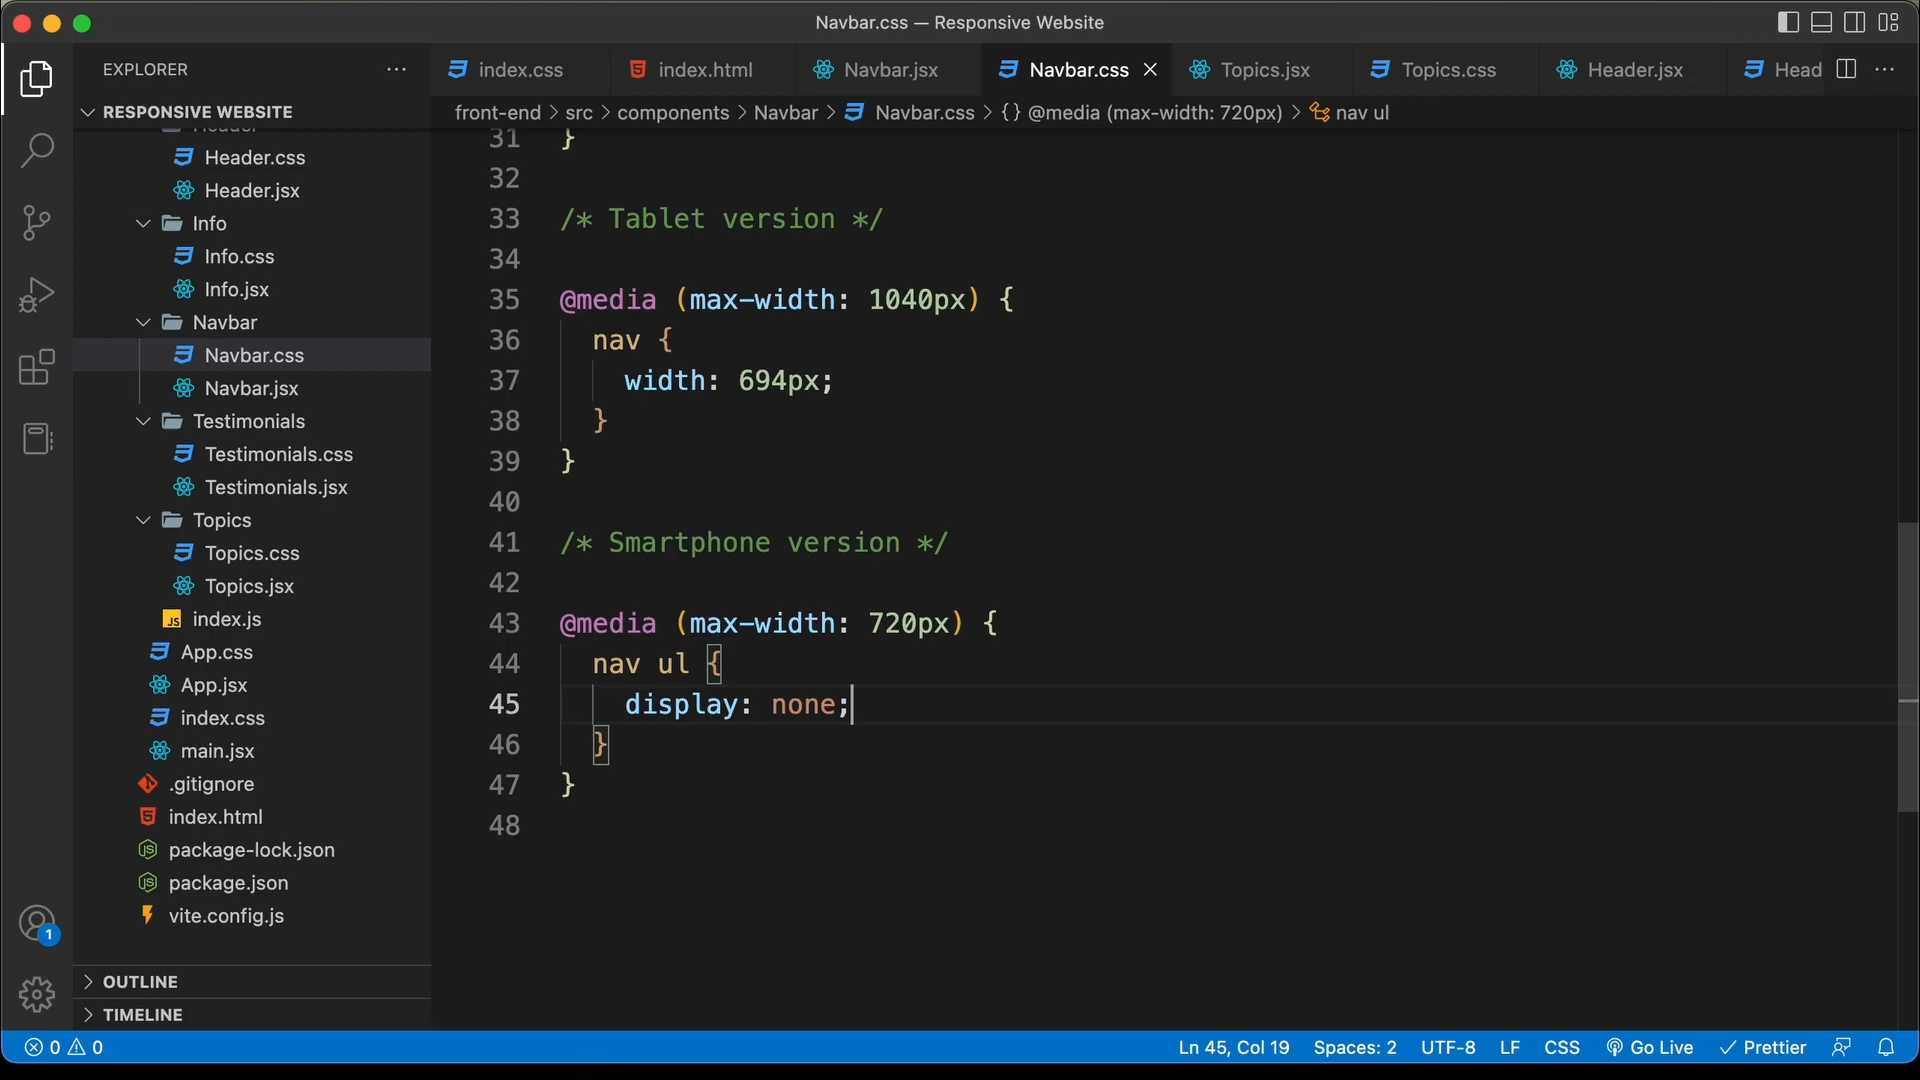 Navbar.css — Responsive Website
EXPLORER
index.css
index.html
Navbar.jsx
Navbar.css
Topics.jsx
Topics.css
Header.jsx
Head
RESPONSIVE WEBSITE
front-end > src > components > Navbar > Navbar.css > {} @media (max-width: 720px) > nav ul
Header
Header.css
Header.jsx
Info
Info.css
Info.jsx
Navbar
Navbar.css
Navbar.jsx
Testimonials
Testimonials.css
Testimonials.jsx
Topics
Topics.css
Topics.jsx
JS index.js
App.css
App.jsx
index.css
main.jsx
.gitignore
index.html
package-lock.json
package.json
vite.config.js
OUTLINE
TIMELINE
1
31 }
32
33 /* Tablet version */
34
35 @media (max-width: 1040px) {
36 nav {
37 width: 694px;
38 }
39 }
40
41 /* Smartphone version */
42
43 @media (max-width: 720px) {
44 nav ul {
45 display: none;
46 }
47 }
48
0 0
Ln 45, Col 19
Spaces: 2
UTF-8
LF
CSS
Go Live
Prettier